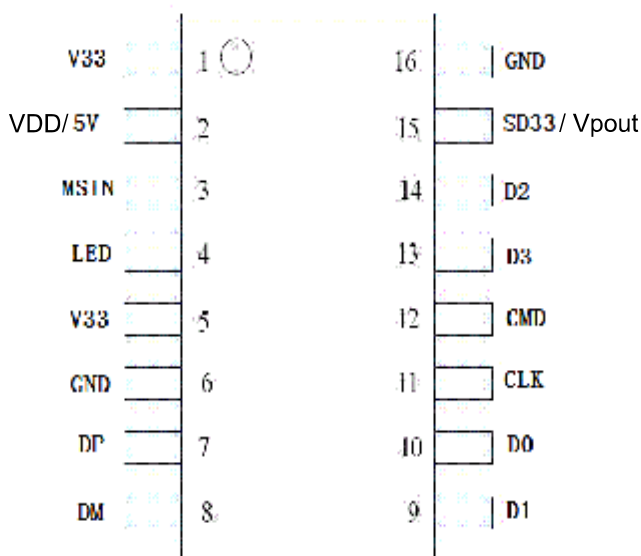 V33 1 16 GND
VDD/5V 2 15 SD33/Vpout
MSIN 3 14 D2
LED 4 13 D3
V33 5 12 CMD
GND 6 11 CLK
DP 7 10 D0
DM 8 9 D1